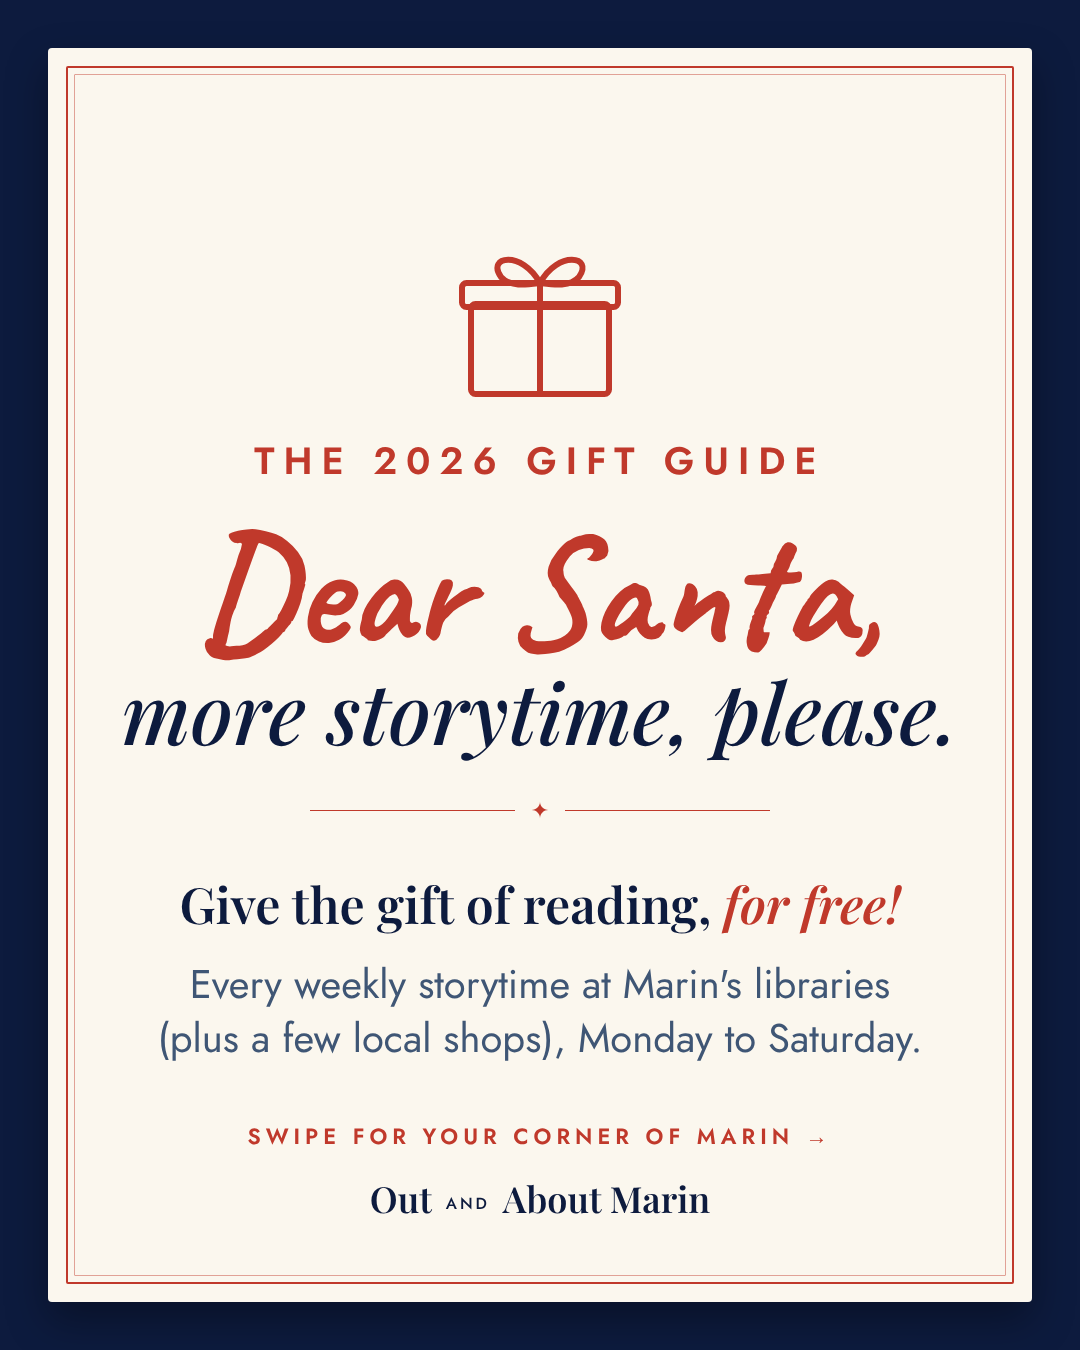 THE 2026 GIFT GUIDE
Dear Santa,
more storytime, please.
Give the gift of reading, for free!
Every weekly storytime at Marin's libraries
(plus a few local shops), Monday to Saturday.
SWIPE FOR YOUR CORNER OF MARIN →
Out AND About Marin